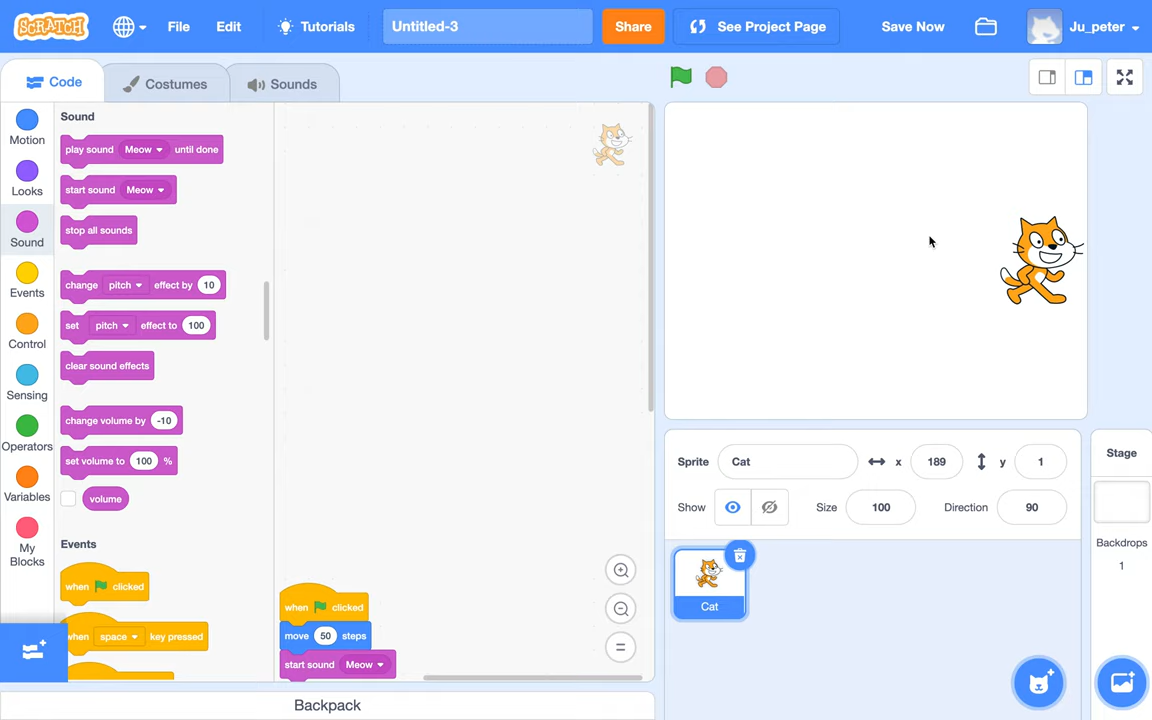 SCRATCH File Edit Tutorials Untitled-3 Share See Project Page Save Now Ju_peter
Code Costumes Sounds
Motion
Looks
Sound
Events
Control
Sensing
Operators
Variables
My
Blocks
Sound
play sound Meow until done
start sound Meow
stop all sounds
change pitch effect by 10
set pitch effect to 100
clear sound effects
change volume by -10
set volume to 100 %
volume
Events
when clicked
when space key pressed
when clicked
move 50 steps
start sound Meow
Backpack
Sprite Cat x 189 y 1
Show Size 100 Direction 90
Cat
Stage
Backdrops
1